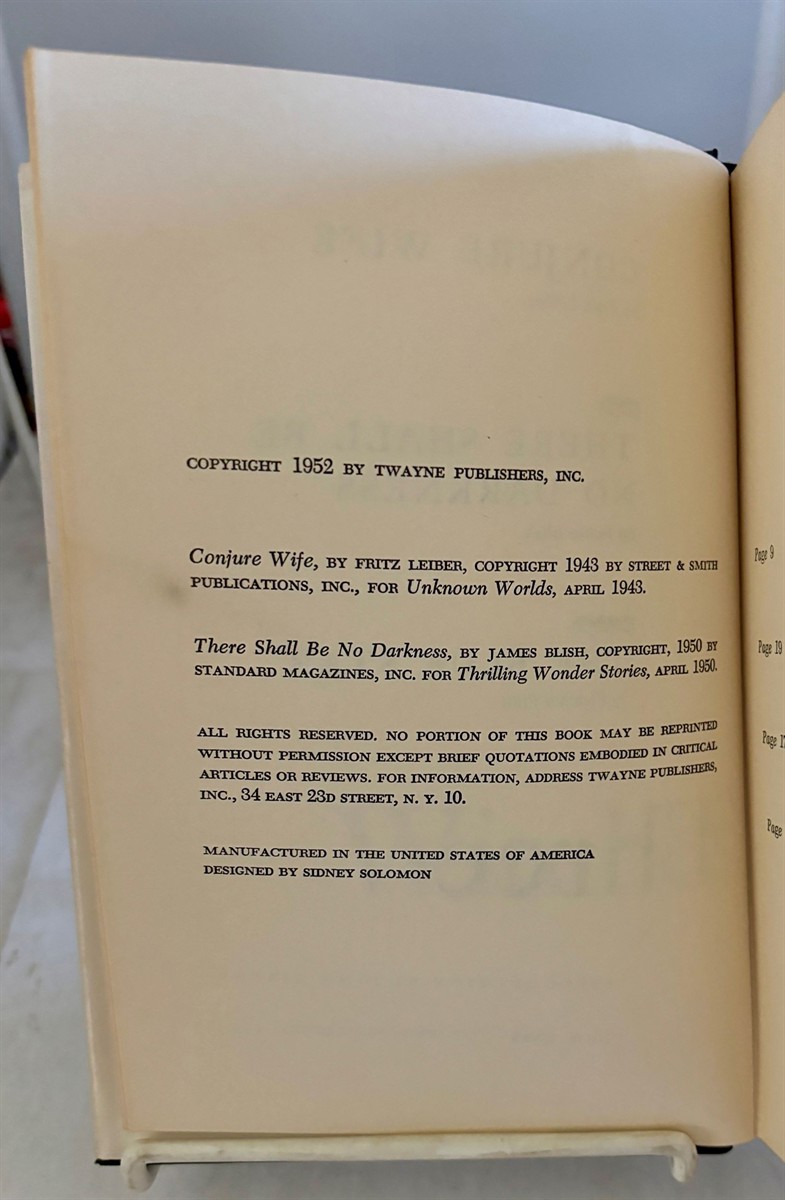 COPYRIGHT 1952 BY TWAYNE PUBLISHERS, INC.
Conjure Wife, BY FRITZ LEIBER, COPYRIGHT 1943 BY STREET & SMITH
PUBLICATIONS, INC., FOR Unknown Worlds, APRIL 1943.
There Shall Be No Darkness, BY JAMES BLISH, COPYRIGHT, 1950 BY
STANDARD MAGAZINES, INC. FOR Thrilling Wonder Stories, APRIL 1950.
ALL RIGHTS RESERVED. NO PORTION OF THIS BOOK MAY BE REPRINTED
WITHOUT PERMISSION EXCEPT BRIEF QUOTATIONS EMBODIED IN CRITICAL
ARTICLES OR REVIEWS. FOR INFORMATION, ADDRESS TWAYNE PUBLISHERS,
INC., 34 EAST 23D STREET, N. Y. 10.
MANUFACTURED IN THE UNITED STATES OF AMERICA
DESIGNED BY SIDNEY SOLOMON
Page 9
Page 19
Page
Page